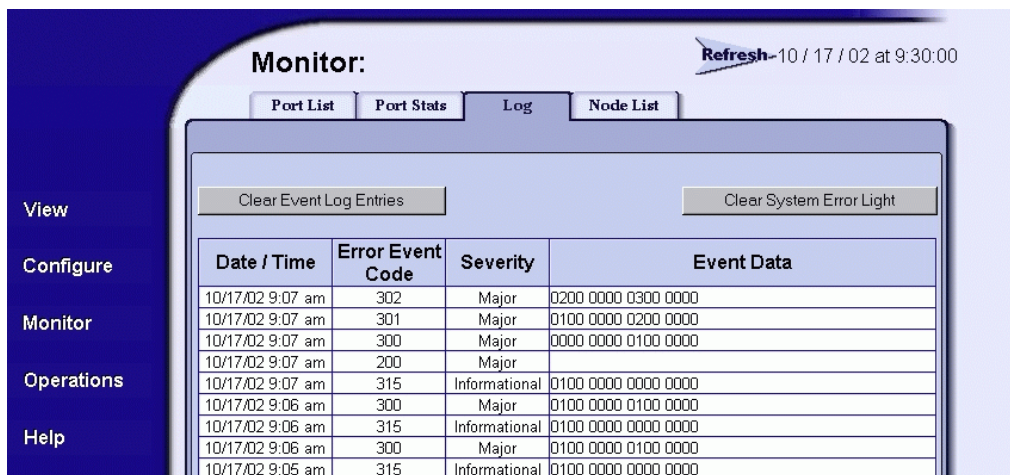 Monitor:
Refresh-10 / 17 / 02 at 9:30:00
Port List Port Stats Log Node List
View
Configure
Monitor
Operations
Help
Clear Event Log Entries Clear System Error Light
Date / Time Error Event Code Severity Event Data
10/17/02 9:07 am 302 Major 0200 0000 0300 0000
10/17/02 9:07 am 301 Major 0100 0000 0200 0000
10/17/02 9:07 am 300 Major 0000 0000 0100 0000
10/17/02 9:07 am 200 Major
10/17/02 9:07 am 315 Informational 0100 0000 0000 0000
10/17/02 9:06 am 300 Major 0100 0000 0100 0000
10/17/02 9:06 am 315 Informational 0100 0000 0000 0000
10/17/02 9:06 am 300 Major 0100 0000 0100 0000
10/17/02 9:05 am 315 Informational 0100 0000 0000 0000